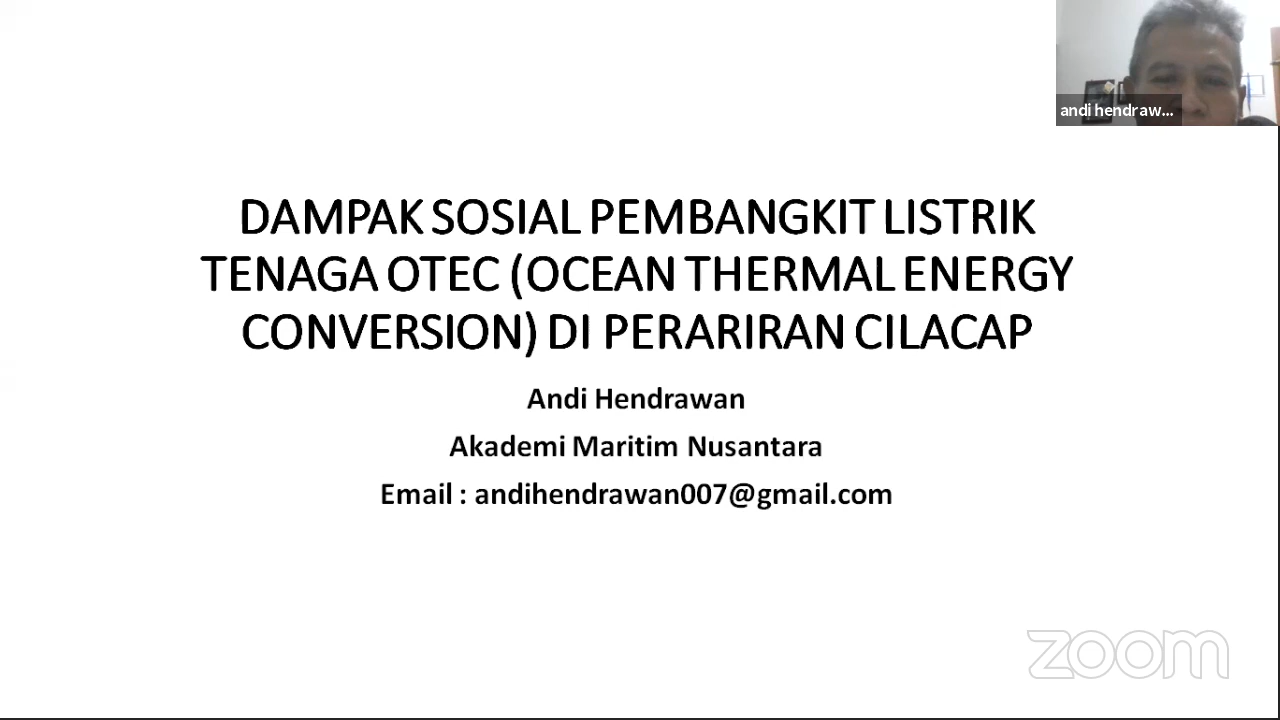 andi hendraw...
DAMPAK SOSIAL PEMBANGKIT LISTRIK
TENAGA OTEC (OCEAN THERMAL ENERGY
CONVERSION) DI PERARIRAN CILACAP
Andi Hendrawan
Akademi Maritim Nusantara
Email : andihendrawan007@gmail.com
zoom